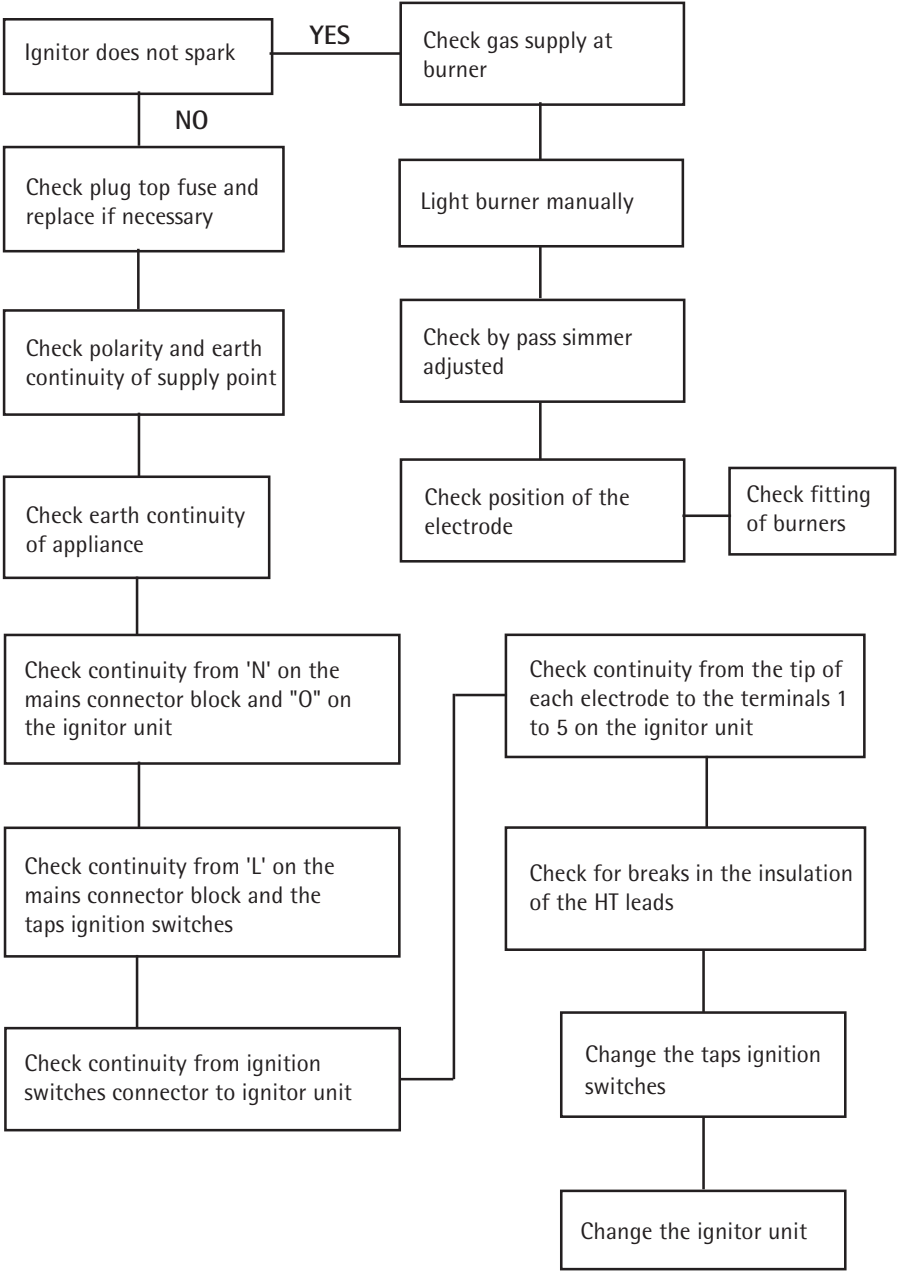 Ignitor does not spark
YES
Check gas supply at
burner
NO
Check plug top fuse and
replace if necessary
Light burner manually
Check polarity and earth
continuity of supply point
Check by pass simmer
adjusted
Check earth continuity
of appliance
Check position of the
electrode
Check fitting
of burners
Check continuity from 'N' on the
mains connector block and "O" on
the ignitor unit
Check continuity from 'L' on the
mains connector block and the
taps ignition switches
Check continuity from ignition
switches connector to ignitor unit
Check continuity from the tip of
each electrode to the terminals 1
to 5 on the ignitor unit
Check for breaks in the insulation
of the HT leads
Change the taps ignition
switches
Change the ignitor unit